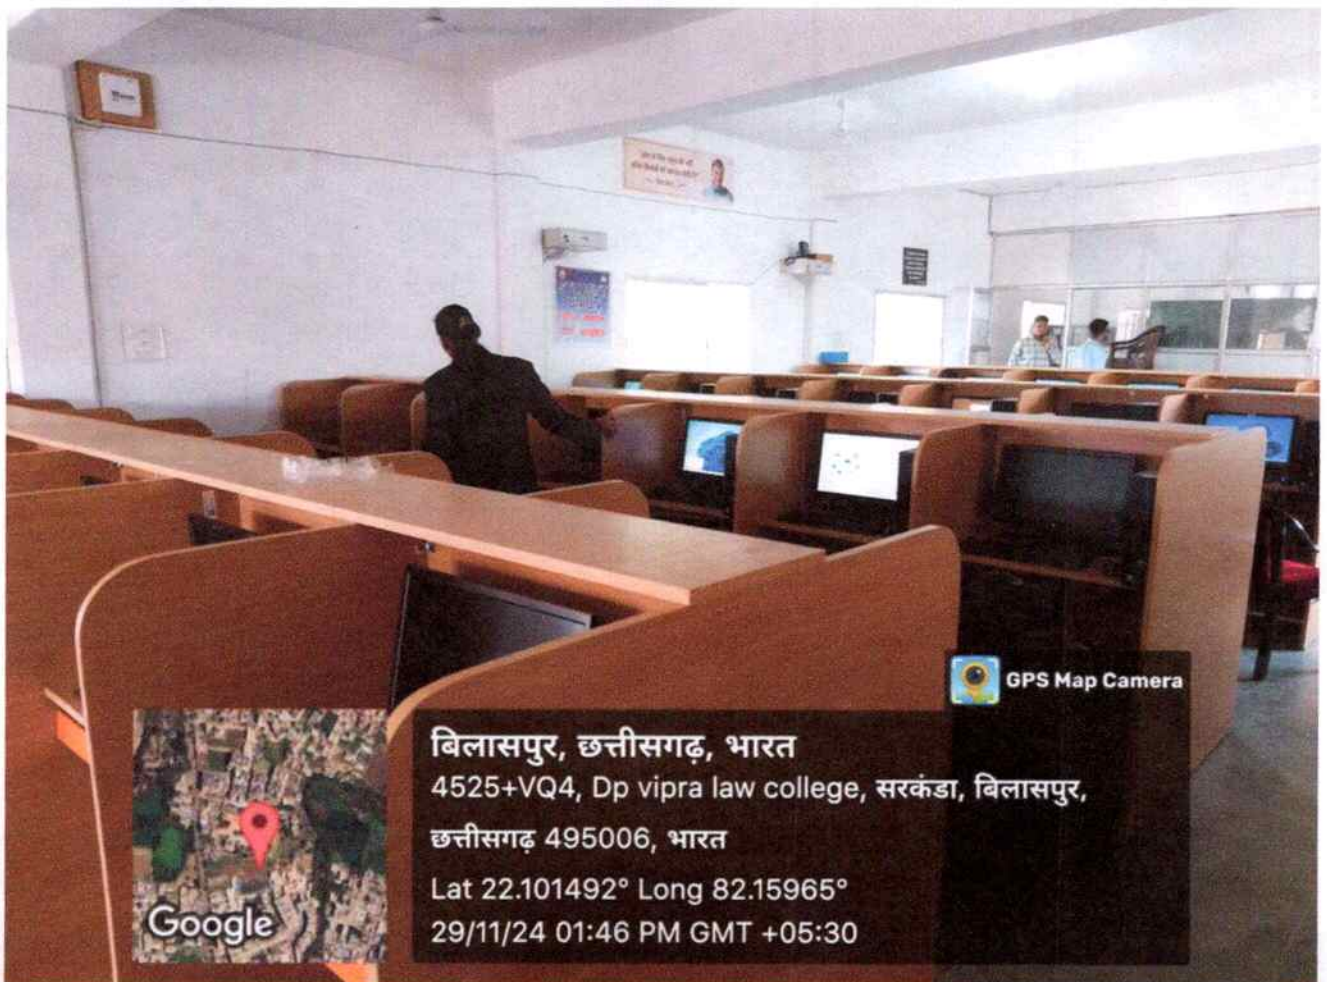 GPS Map Camera
बिलासपुर, छत्तीसगढ़, भारत
4525+VQ4, Dp vipra law college, सरकंडा, बिलासपुर,
छत्तीसगढ़ 495006, भारत
Lat 22.101492° Long 82.15965°
29/11/24 01:46 PM GMT +05:30
Google